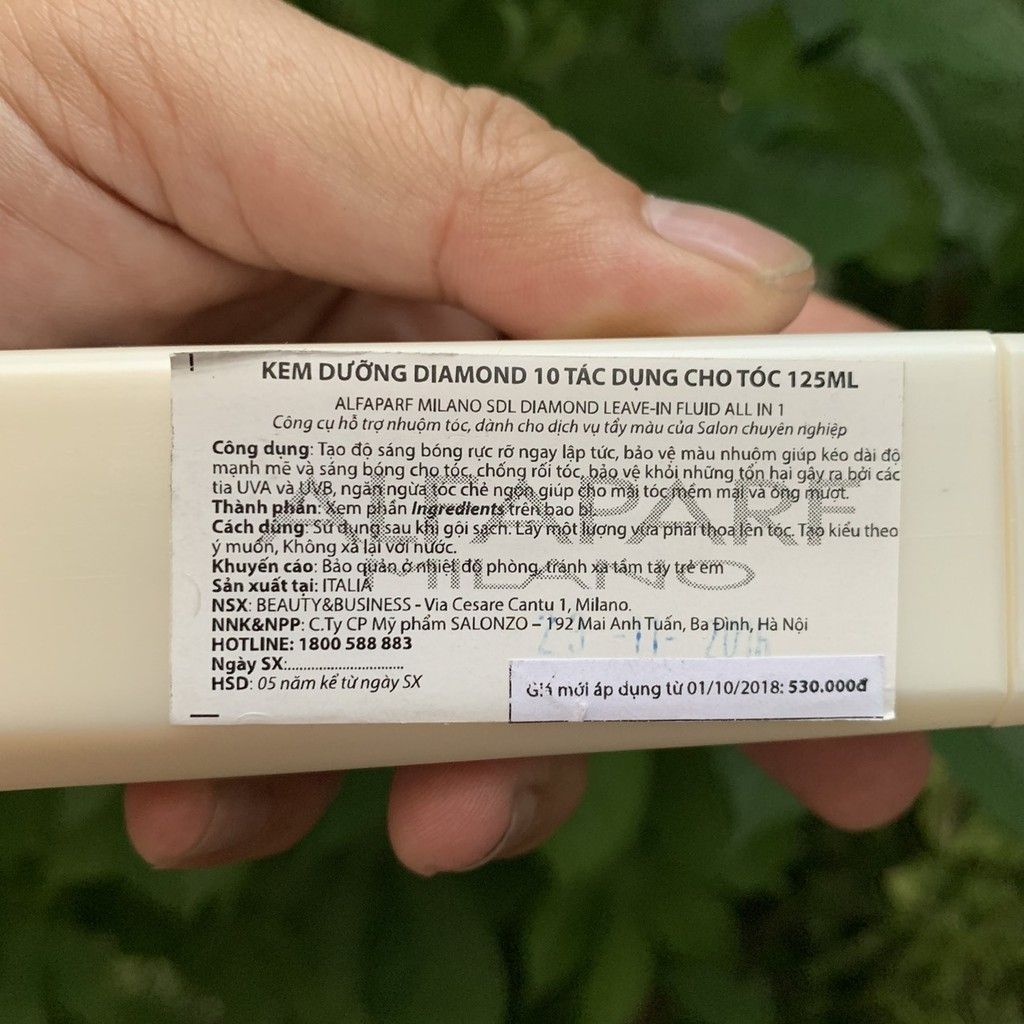 KEM DƯỠNG DIAMOND 10 TÁC DỤNG CHO TÓC 125ML
ALFAPARF MILANO SDL DIAMOND LEAVE-IN FLUID ALL IN 1
Công cụ hỗ trợ nhuộm tóc, dành cho dịch vụ tẩy màu của Salon chuyên nghiệp
Công dụng: Tạo độ sáng bóng rực rỡ ngay lập tức, bảo vệ màu nhuộm giúp kéo dài độ
mạnh mẽ và sáng bóng cho tóc, chống rối tóc, bảo vệ khỏi những tổn hại gây ra bởi các
tia UVA và UVB, ngăn ngừa tóc chẻ ngọn giúp cho mái tóc mềm mại và óng mượt.
Thành phần: Xem phần Ingredients trên bao bì
Cách dùng: Sử dụng sau khi gội sạch. Lấy một lượng vừa phải thoa lên tóc. Tạo kiểu theo
ý muốn, Không xả lại với nước.
Khuyến cáo: Bảo quản ở nhiệt độ phòng, tránh xa tầm tay trẻ em
Sản xuất tại: ITALIA
NSX: BEAUTY&BUSINESS - Via Cesare Cantu 1, Milano.
NNK&NPP: C.Ty CP Mỹ phẩm SALONZO – 192 Mai Anh Tuấn, Ba Đình, Hà Nội
HOTLINE: 1800 588 883
Ngày SX:.............................
HSD: 05 năm kể từ ngày SX
Giá mới áp dụng từ 01/10/2018: 530.000đ
ALFAPARF
MILANO